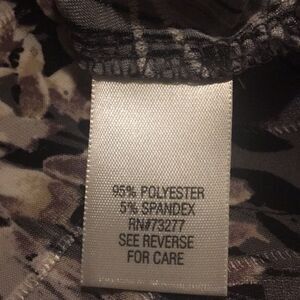 95% POLYESTER
5% SPANDEX
RN#73277
SEE REVERSE
FOR CARE